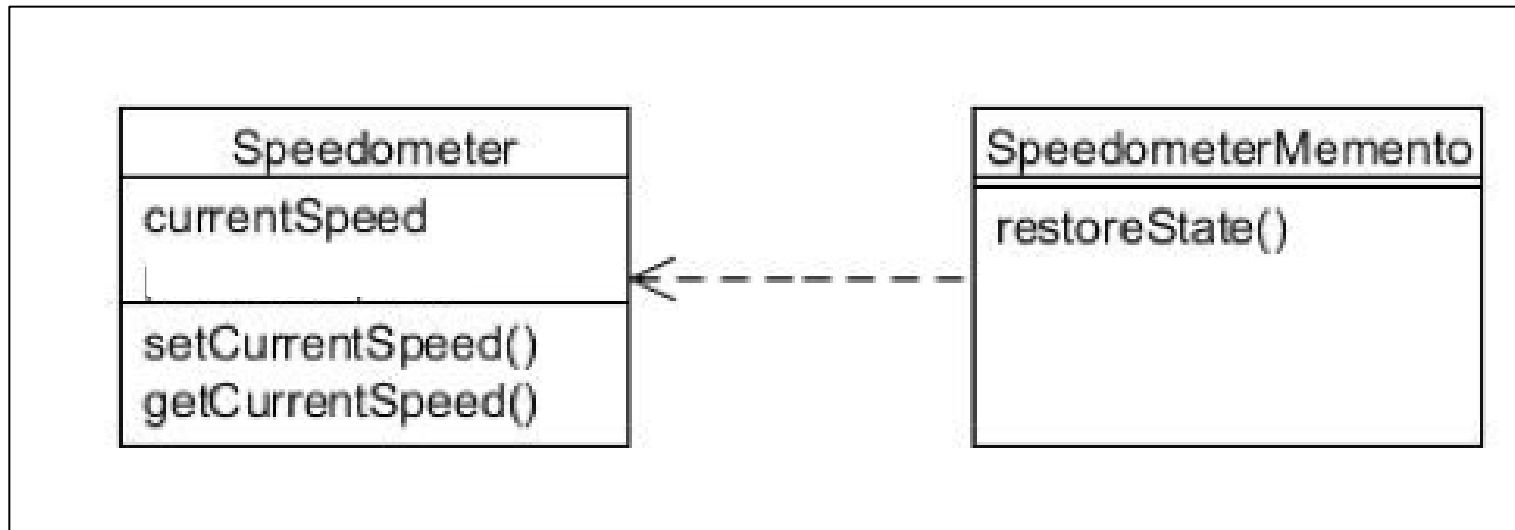 Speedometer
currentSpeed
setCurrentSpeed()
getCurrentSpeed()
SpeedometerMemento
restoreState()